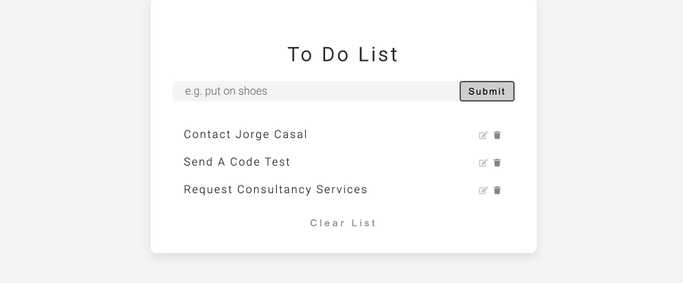 To Do List
e.g. put on shoes Submit
Contact Jorge Casal
Send A Code Test
Request Consultancy Services
Clear List